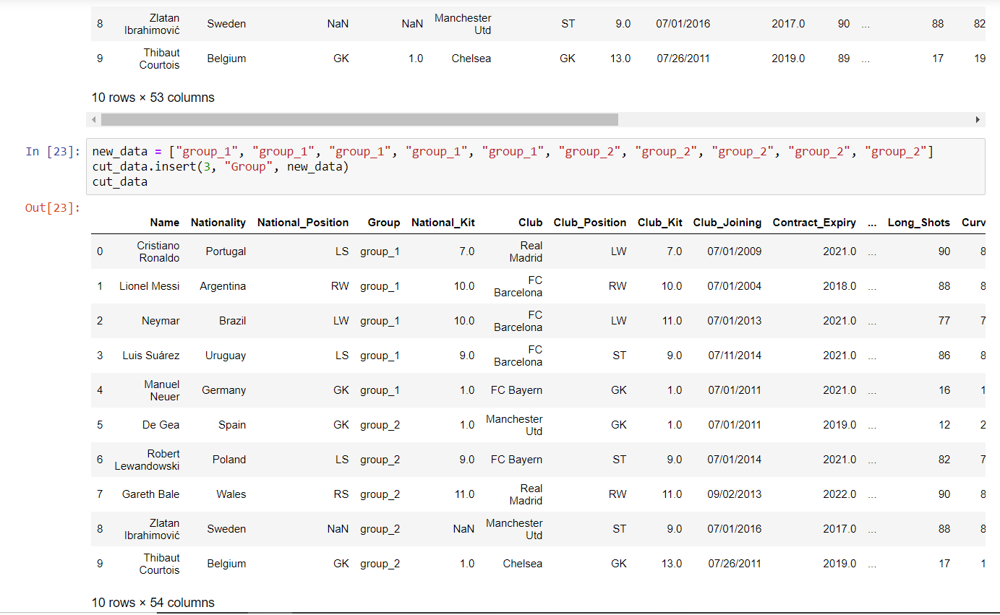 8 Zlatan Ibrahimović Sweden NaN NaN Manchester Utd ST 9.0 07/01/2016 2017.0 90 ... 88 82
9 Thibaut Courtois Belgium GK 1.0 Chelsea GK 13.0 07/26/2011 2019.0 89 ... 17 19
10 rows × 53 columns
In [23]: new_data = ["group_1", "group_1", "group_1", "group_1", "group_1", "group_2", "group_2", "group_2", "group_2", "group_2"]
cut_data.insert(3, "Group", new_data)
cut_data
Out[23]:
Name Nationality National_Position Group National_Kit Club Club_Position Club_Kit Club_Joining Contract_Expiry ... Long_Shots Curv
0 Cristiano Ronaldo Portugal LS group_1 7.0 Real Madrid LW 7.0 07/01/2009 2021.0 ... 90 8
1 Lionel Messi Argentina RW group_1 10.0 FC Barcelona RW 10.0 07/01/2004 2018.0 ... 88 8
2 Neymar Brazil LW group_1 10.0 FC Barcelona LW 11.0 07/01/2013 2021.0 ... 77 7
3 Luis Suárez Uruguay LS group_1 9.0 FC Barcelona ST 9.0 07/11/2014 2021.0 ... 86 8
4 Manuel Neuer Germany GK group_1 1.0 FC Bayern GK 1.0 07/01/2011 2021.0 ... 16 1
5 De Gea Spain GK group_2 1.0 Manchester Utd GK 1.0 07/01/2011 2019.0 ... 12 2
6 Robert Lewandowski Poland LS group_2 9.0 FC Bayern ST 9.0 07/01/2014 2021.0 ... 82 7
7 Gareth Bale Wales RS group_2 11.0 Real Madrid RW 11.0 09/02/2013 2022.0 ... 90 8
8 Zlatan Ibrahimović Sweden NaN group_2 NaN Manchester Utd ST 9.0 07/01/2016 2017.0 ... 88 8
9 Thibaut Courtois Belgium GK group_2 1.0 Chelsea GK 13.0 07/26/2011 2019.0 ... 17 1
10 rows × 54 columns